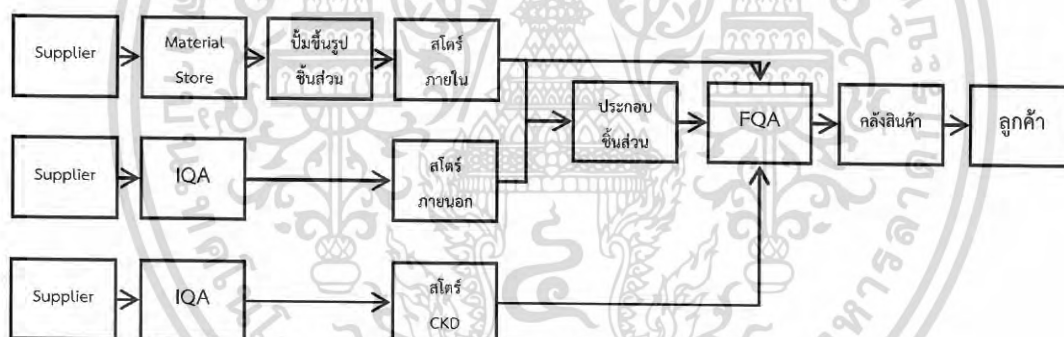 Supplier
Material
Store
ปั้มขึ้นรูป
ชิ้นส่วน
สโตร์
ภายใน
ประกอบ
ชิ้นส่วน
FQA
คลังสินค้า
ลูกค้า
Supplier
IQA
สโตร์
ภายนอก
Supplier
IQA
สโตร์
CKD